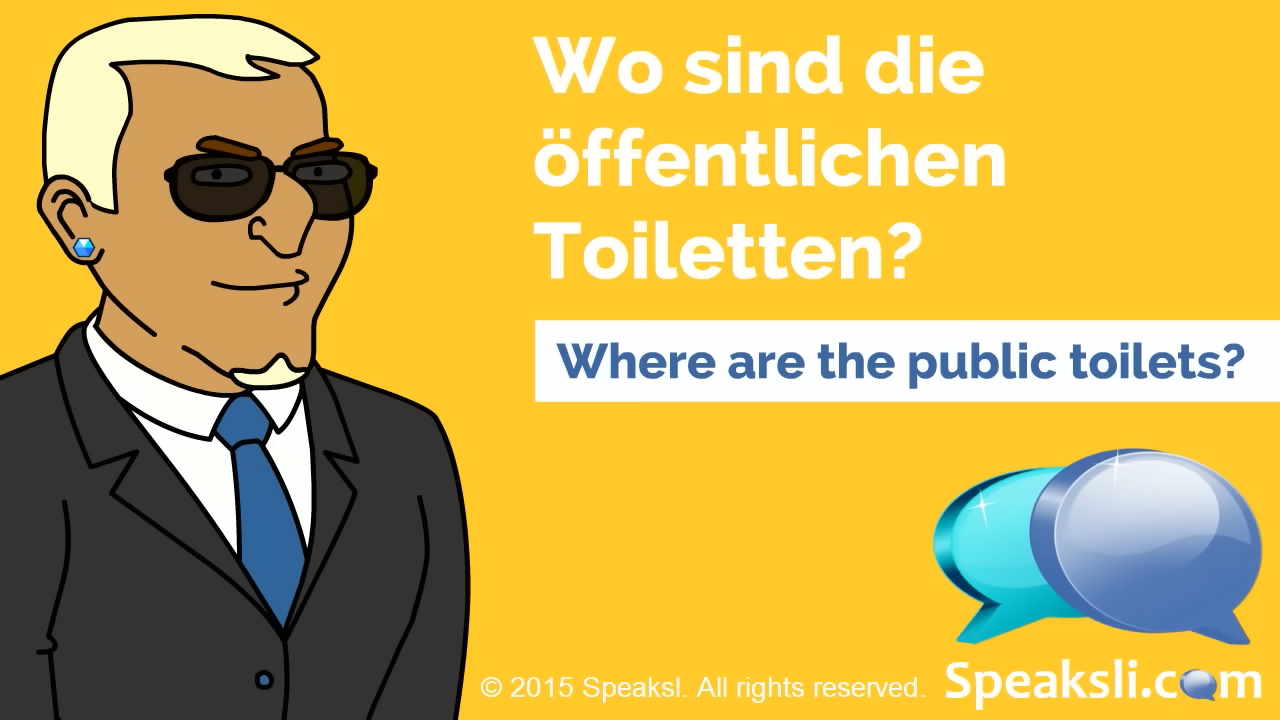 Wo sind die
öffentlichen
Toiletten?
Where are the public toilets?
© 2015 Speaksl. All rights reserved.
Speaksli.com